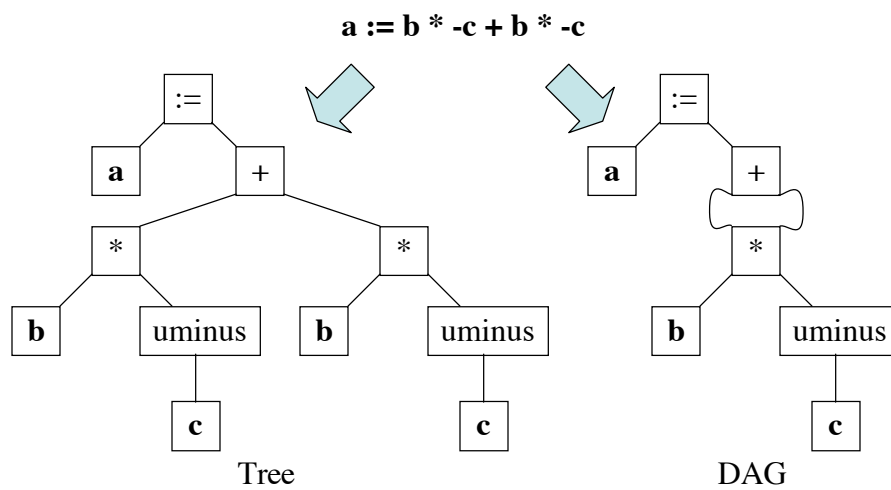 a := b * -c + b * -c
:= :=
a + a +
* * *
b uminus b uminus b uminus
c c c
Tree DAG